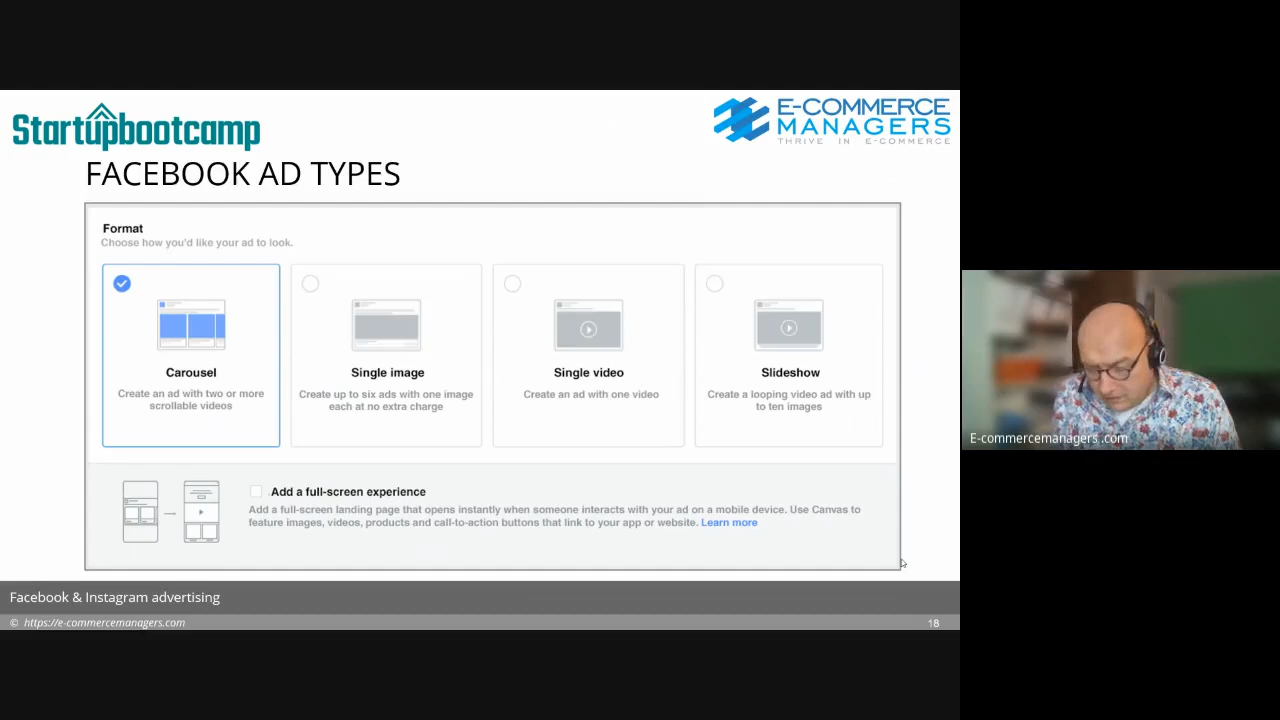 Startupbootcamp
E-COMMERCE
MANAGERS
THRIVE IN E-COMMERCE
FACEBOOK AD TYPES
Format
Choose how you'd like your ad to look.
Carousel
Create an ad with two or more
scrollable videos
Single image
Create up to six ads with one image
each at no extra charge
Single video
Create an ad with one video
Slideshow
Create a looping video ad with up
to ten images
Add a full-screen experience
Add a full-screen landing page that opens instantly when someone interacts with your ad on a mobile device. Use Canvas to
feature images, videos, products and call-to-action buttons that link to your app or website. Learn more
E-commercemanagers .com
Facebook & Instagram advertising
© https://e-commercemanagers.com
18